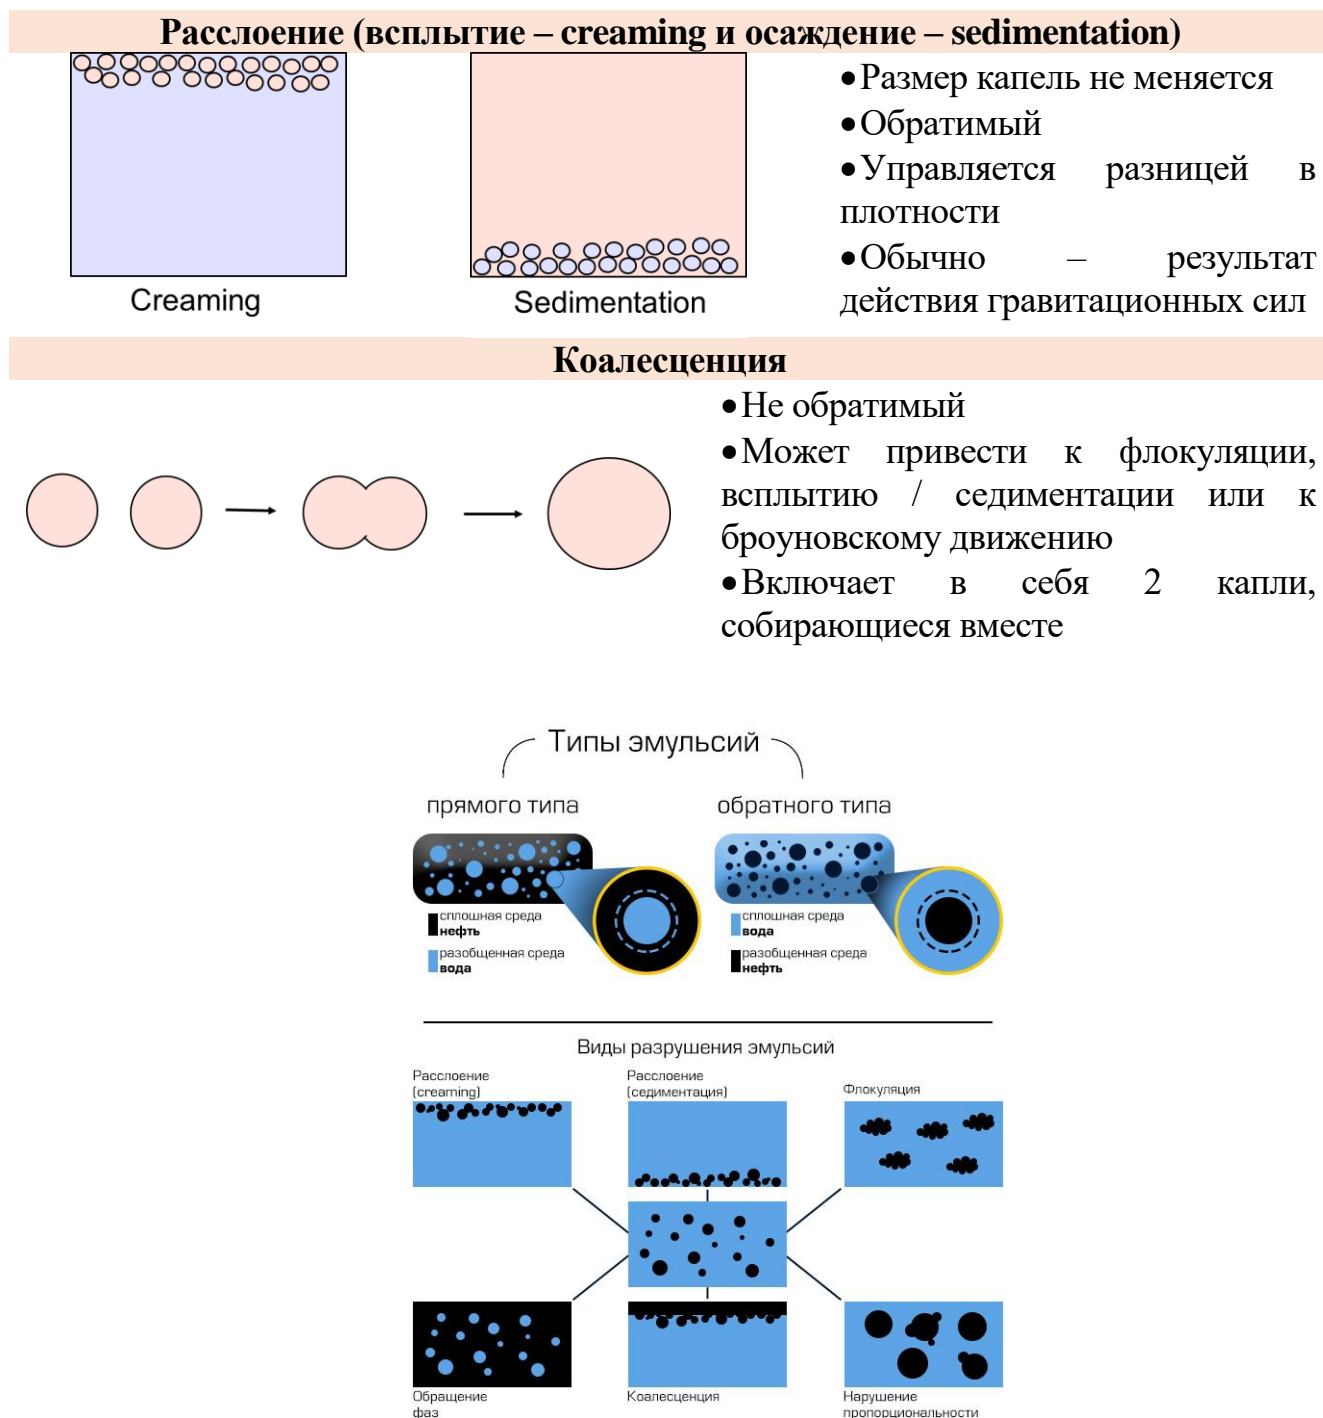 Расслоение (всплытие – creaming и осаждение – sedimentation)
Creaming
Sedimentation
•Размер капель не меняется
•Обратимый
•Управляется разницей в
плотности
•Обычно – результат
действия гравитационных сил
Коалесценция
•Не обратимый
•Может привести к флокуляции,
всплытию / седиментации или к
броуновскому движению
•Включает в себя 2 капли,
собирающиеся вместе
Типы эмульсий
прямого типа
сплошная среда
нефть
разобщенная среда
вода
обратного типа
сплошная среда
вода
разобщенная среда
нефть
Виды разрушения эмульсий
Расслоение
(creaming)
Расслоение
(седиментация)
Флокуляция
Обращение
фаз
Коалесценция
Нарушение
пропорциональности